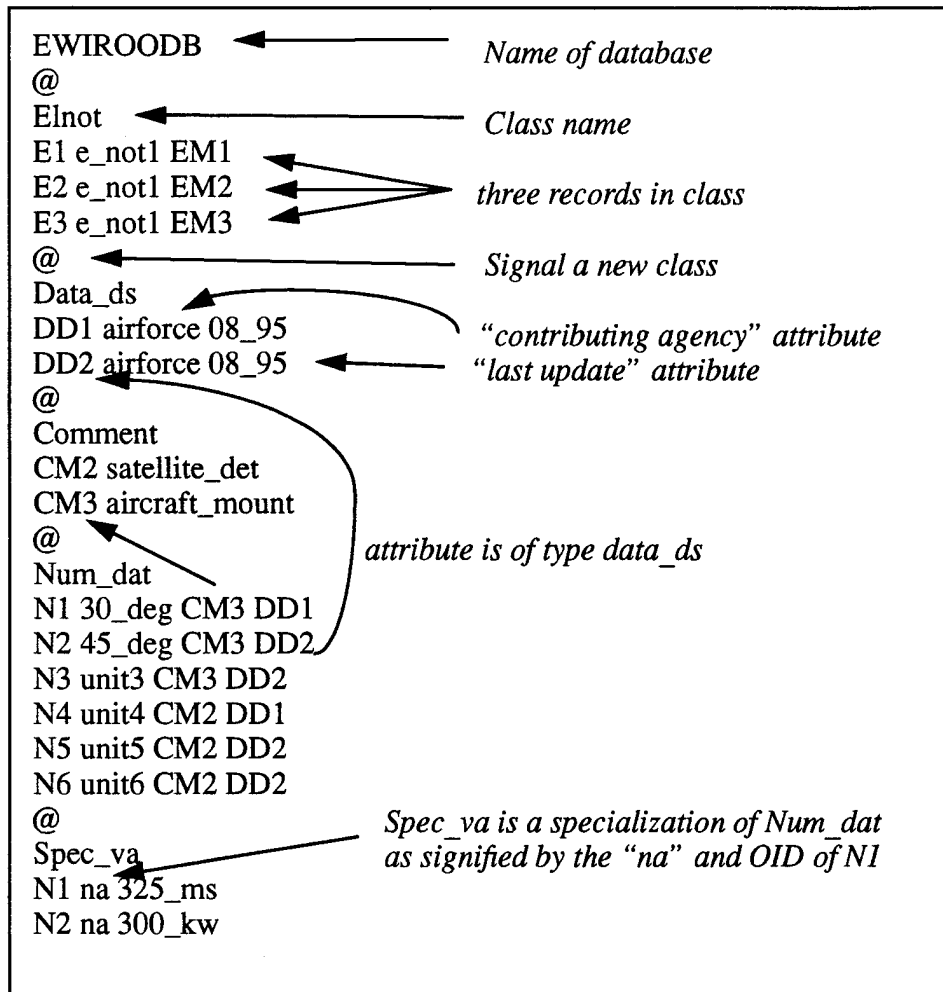 EWIROODB
Name of database
@
Elnot
Class name
E1 e_not1 EM1
E2 e_not1 EM2
three records in class
E3 e_not1 EM3
@
Signal a new class
Data_ds
DD1 airforce 08_95
"contributing agency" attribute
DD2 airforce 08_95
"last update" attribute
@
Comment
CM2 satellite_det
CM3 aircraft_mount
@
attribute is of type data_ds
Num_dat
N1 30_deg CM3 DD1
N2 45_deg CM3 DD2
N3 unit3 CM3 DD2
N4 unit4 CM2 DD1
N5 unit5 CM2 DD2
N6 unit6 CM2 DD2
@
Spec_va is a specialization of Num_dat
Spec_va
as signified by the "na" and OID of N1
N1 na 325_ms
N2 na 300_kw